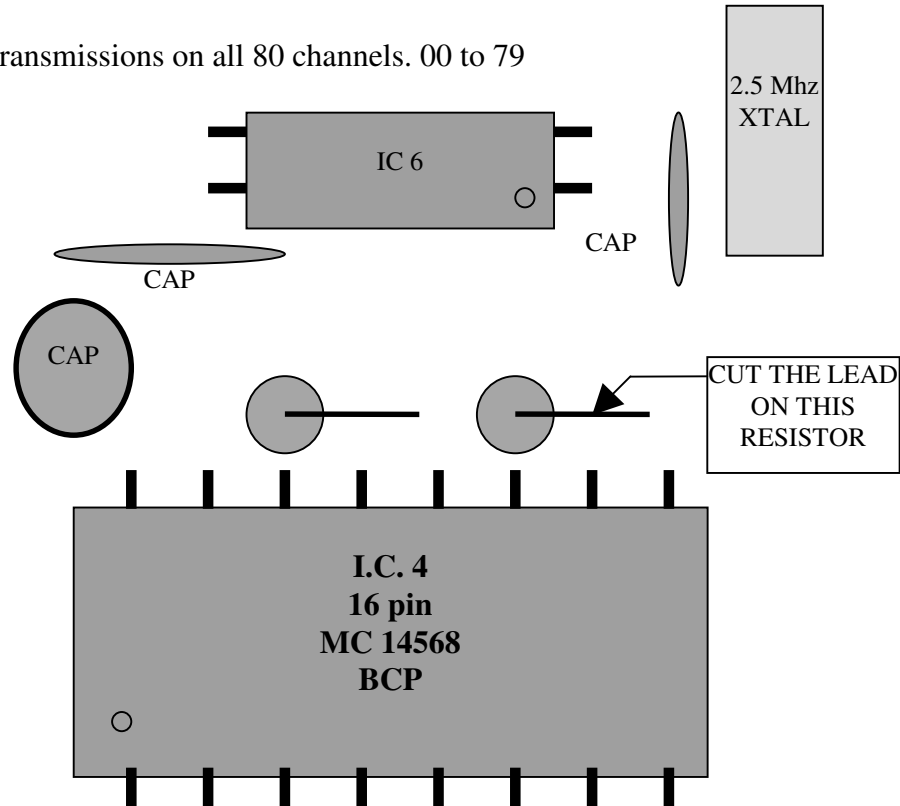 ransmissions on all 80 channels. 00 to 79
2.5 Mhz
XTAL
IC 6
CAP
CAP
CAP
CUT THE LEAD
ON THIS
RESISTOR
I.C. 4
16 pin
MC 14568
BCP